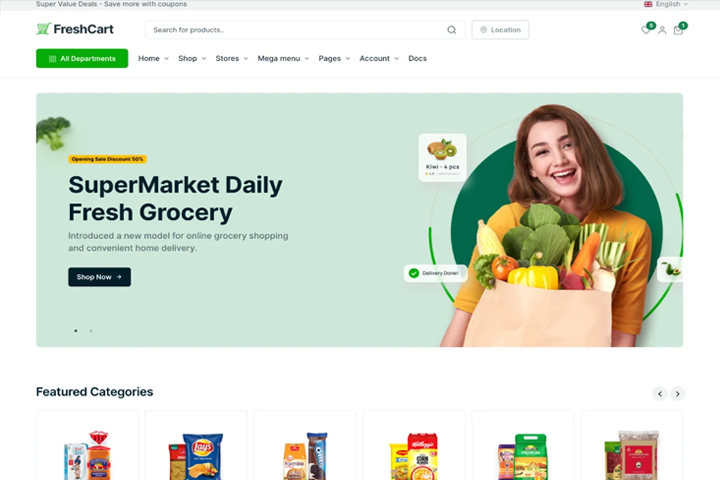 Super Value Deals - Save more with coupons
English
FreshCart
Search for products..
Location
5
1
All Departments
Home
Shop
Stores
Mega menu
Pages
Account
Docs
Opening Sale Discount 50%
SuperMarket Daily
Fresh Grocery
Introduced a new model for online grocery shopping
and convenient home delivery.
Shop Now →
Kiwi - 4 pcs
Delivery Done!
Featured Categories
Lay's
Kellogg's